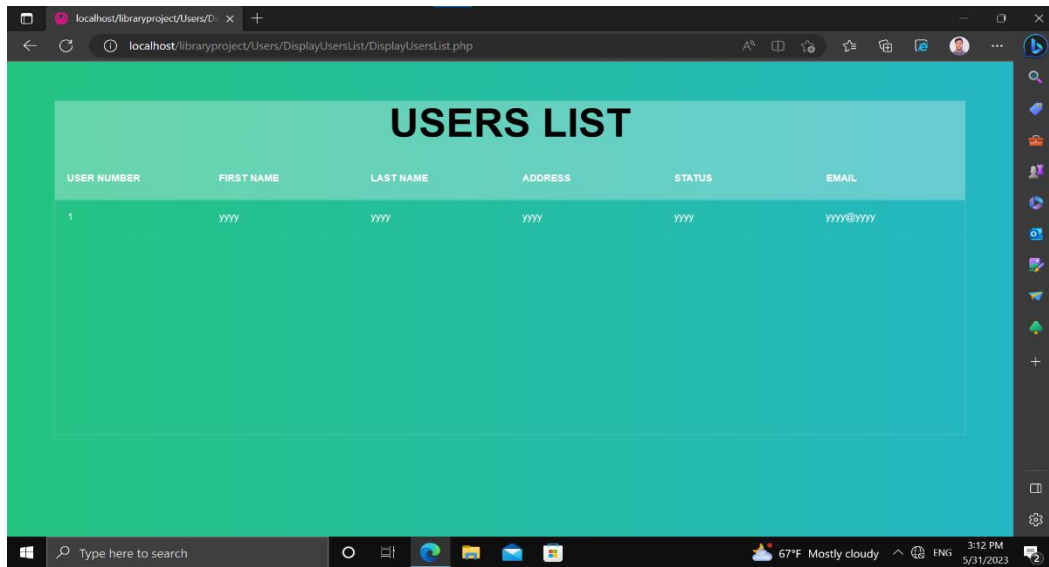 localhost/libraryproject/Users/Di
localhost/libraryproject/Users/DisplayUsersList/DisplayUsersList.php
USERS LIST
USER NUMBER FIRST NAME LAST NAME ADDRESS STATUS EMAIL
1 yyyy yyyy yyyy yyyy yyyy@yyyy
Type here to search
67°F Mostly cloudy ENG
3:12 PM
5/31/2023
2